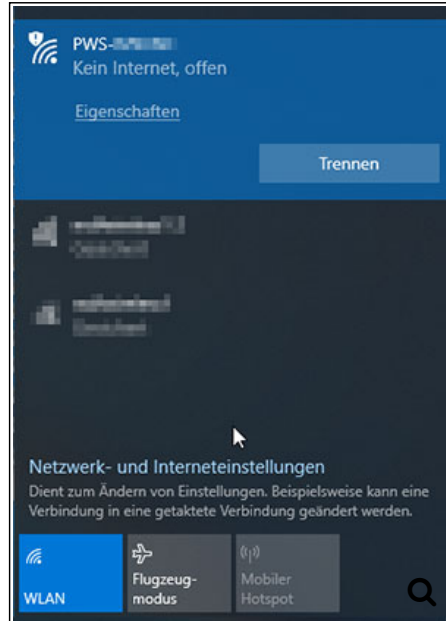 PWS-
Kein Internet, offen
Eigenschaften
Trennen
Netzwerk- und Interneteinstellungen
Dient zum Ändern von Einstellungen. Beispielsweise kann eine
Verbindung in eine getaktete Verbindung geändert werden.
WLAN
Flugzeug-
modus
Mobiler
Hotspot